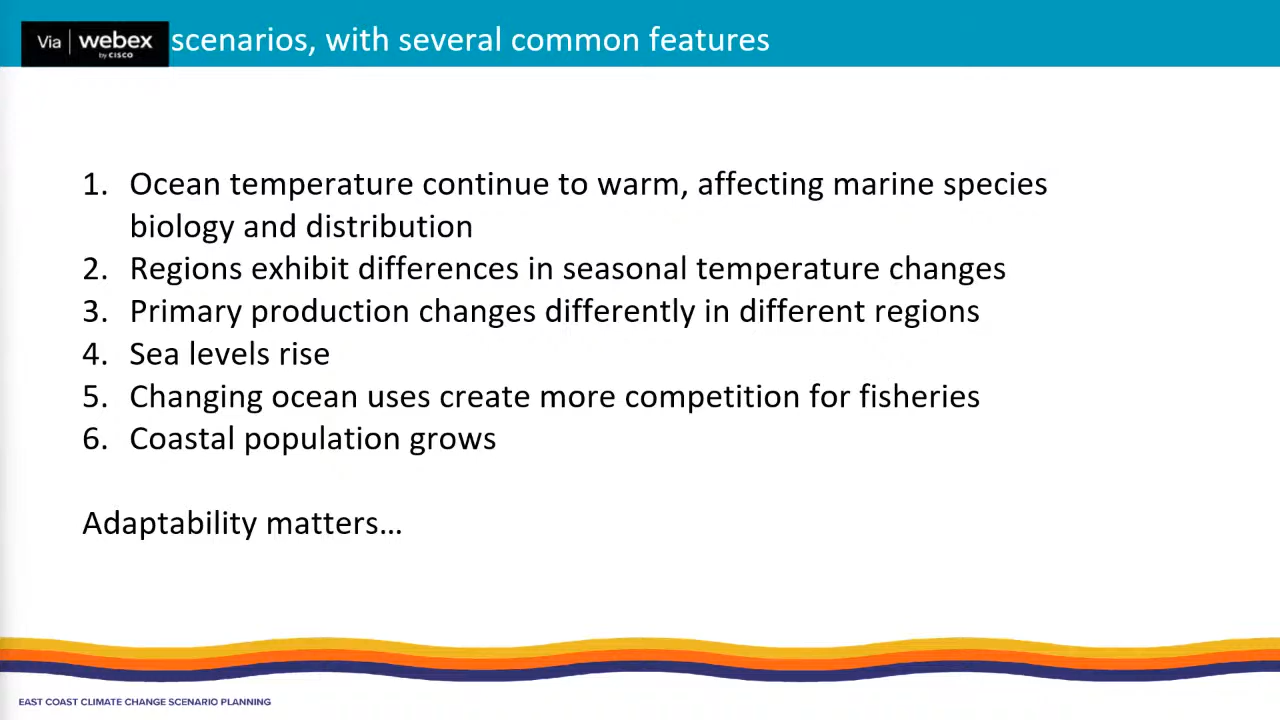 Via webex
by CISCO
scenarios, with several common features
1. Ocean temperature continue to warm, affecting marine species
biology and distribution
2. Regions exhibit differences in seasonal temperature changes
3. Primary production changes differently in different regions
4. Sea levels rise
5. Changing ocean uses create more competition for fisheries
6. Coastal population grows
Adaptability matters…
EAST COAST CLIMATE CHANGE SCENARIO PLANNING